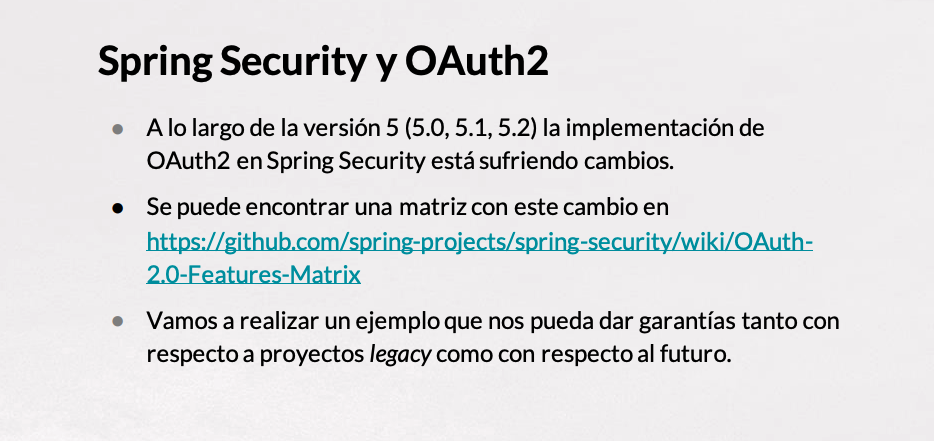 Spring Security y OAuth2
● A lo largo de la versión 5 (5.0, 5.1, 5.2) la implementación de
OAuth2 en Spring Security está sufriendo cambios.
● Se puede encontrar una matriz con este cambio en
https://github.com/spring-projects/spring-security/wiki/OAuth-
2.0-Features-Matrix
● Vamos a realizar un ejemplo que nos pueda dar garantías tanto con
respecto a proyectos legacy como con respecto al futuro.